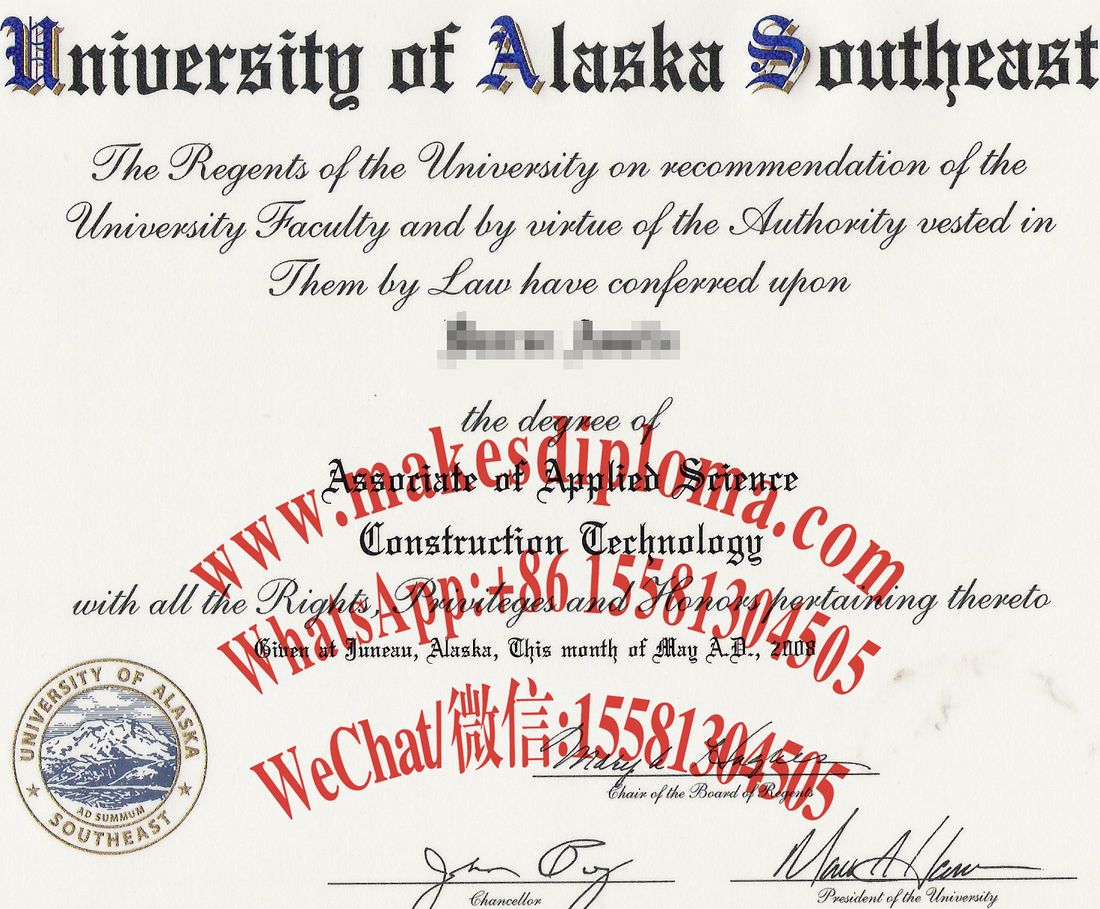 University of Alaska Southeast
The Regents of the University on recommendation of the
University Faculty and by virtue of the Authority vested in
Them by Law have conferred upon
the degree of
www.makesdiploma.com
Associate of Applied Science
Construction Technology
WhatsApp:+86 15581304505
with all the Rights, Privileges and Honors pertaining thereto
Given at Juneau, Alaska, This month of May A.D., 2008
WeChat/微信:15581304505
UNIVERSITY OF ALASKA
AD SUMMUM
SOUTHEAST
Chair of the Board of Regents
Chancellor
President of the University